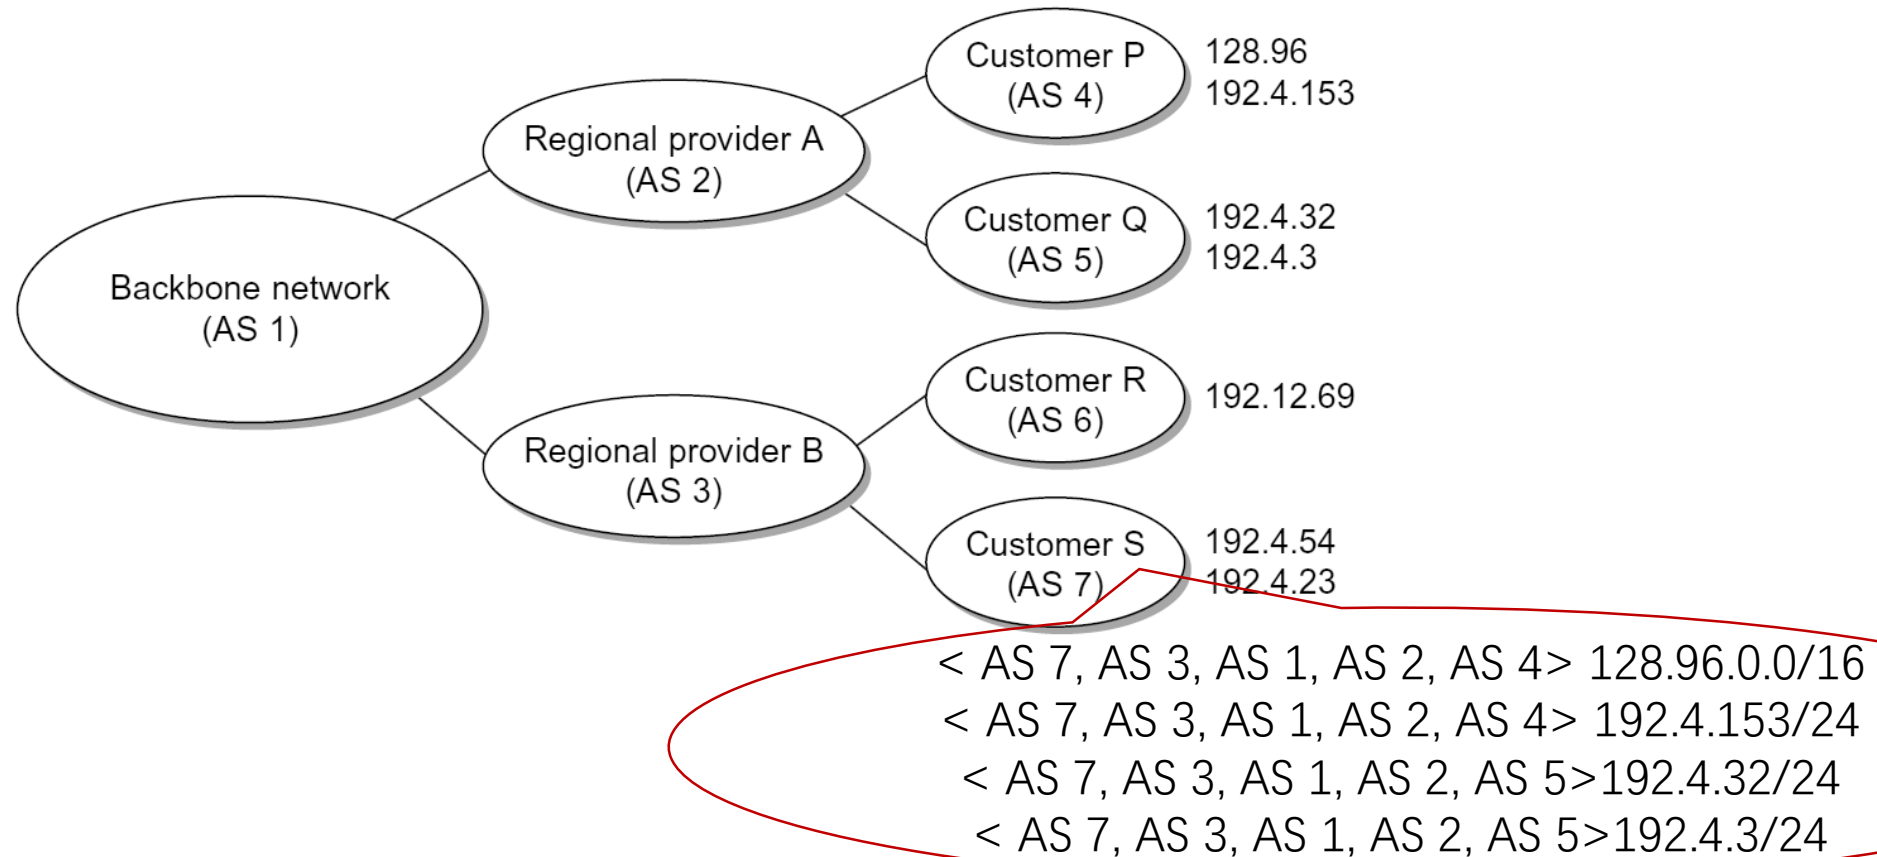 Customer P
(AS 4)
128.96
192.4.153
Regional provider A
(AS 2)
Customer Q
(AS 5)
192.4.32
192.4.3
Backbone network
(AS 1)
Customer R
(AS 6)
192.12.69
Regional provider B
(AS 3)
Customer S
(AS 7)
192.4.54
192.4.23
< AS 7, AS 3, AS 1, AS 2, AS 4> 128.96.0.0/16
< AS 7, AS 3, AS 1, AS 2, AS 4> 192.4.153/24
< AS 7, AS 3, AS 1, AS 2, AS 5>192.4.32/24
< AS 7, AS 3, AS 1, AS 2, AS 5>192.4.3/24